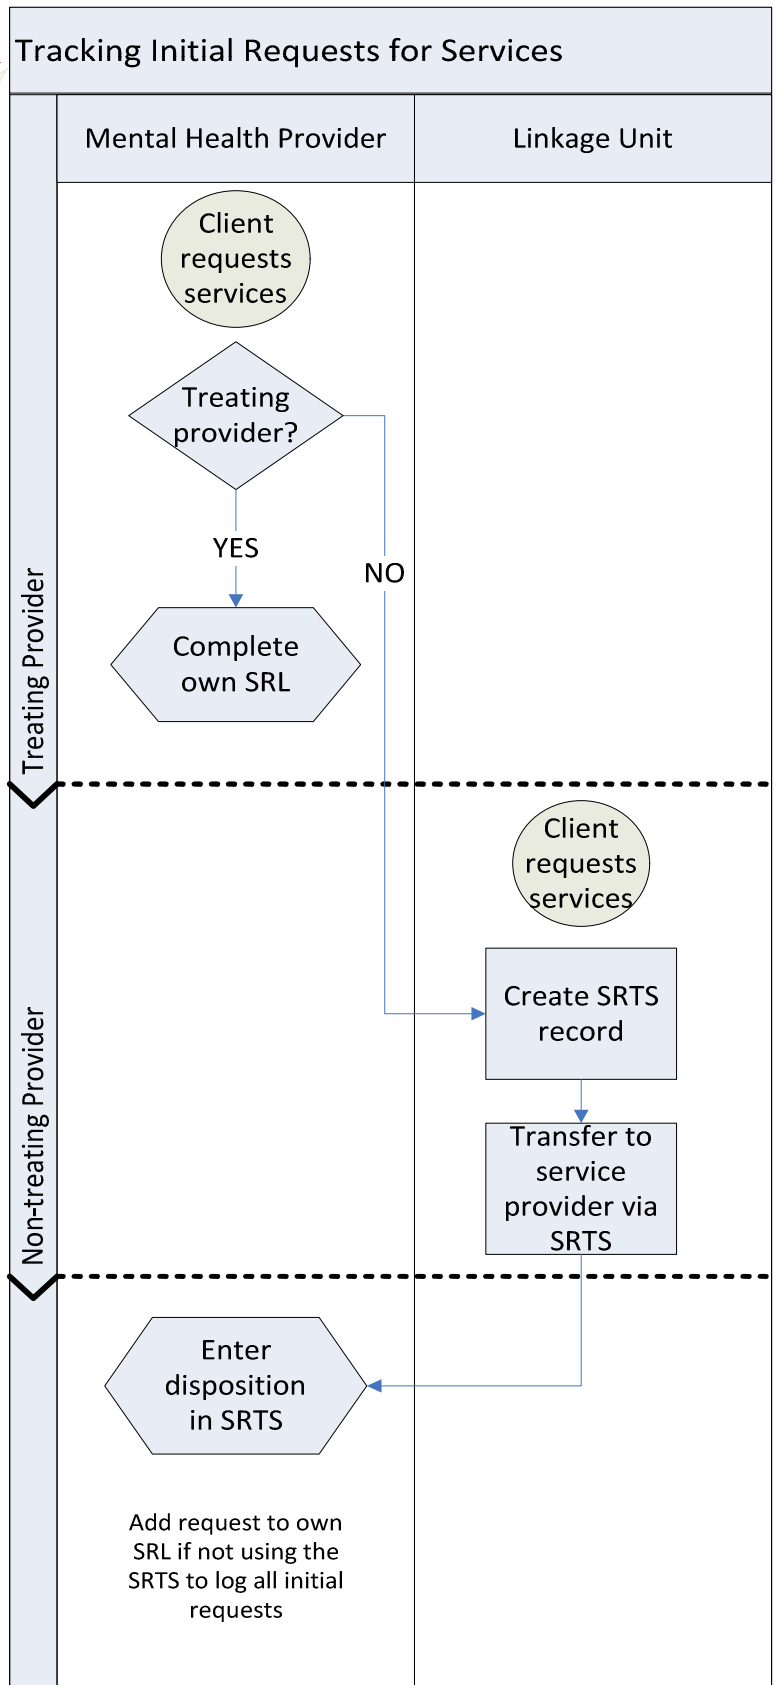 Tracking Initial Requests for Services
Mental Health Provider
Linkage Unit
Client
requests
services
Treating
provider?
YES
NO
Complete
own SRL
Treating Provider
Client
requests
services
Create SRTS
record
Transfer to
service
provider via
SRTS
Non-treating Provider
Enter
disposition
in SRTS
Add request to own
SRL if not using the
SRTS to log all initial
requests